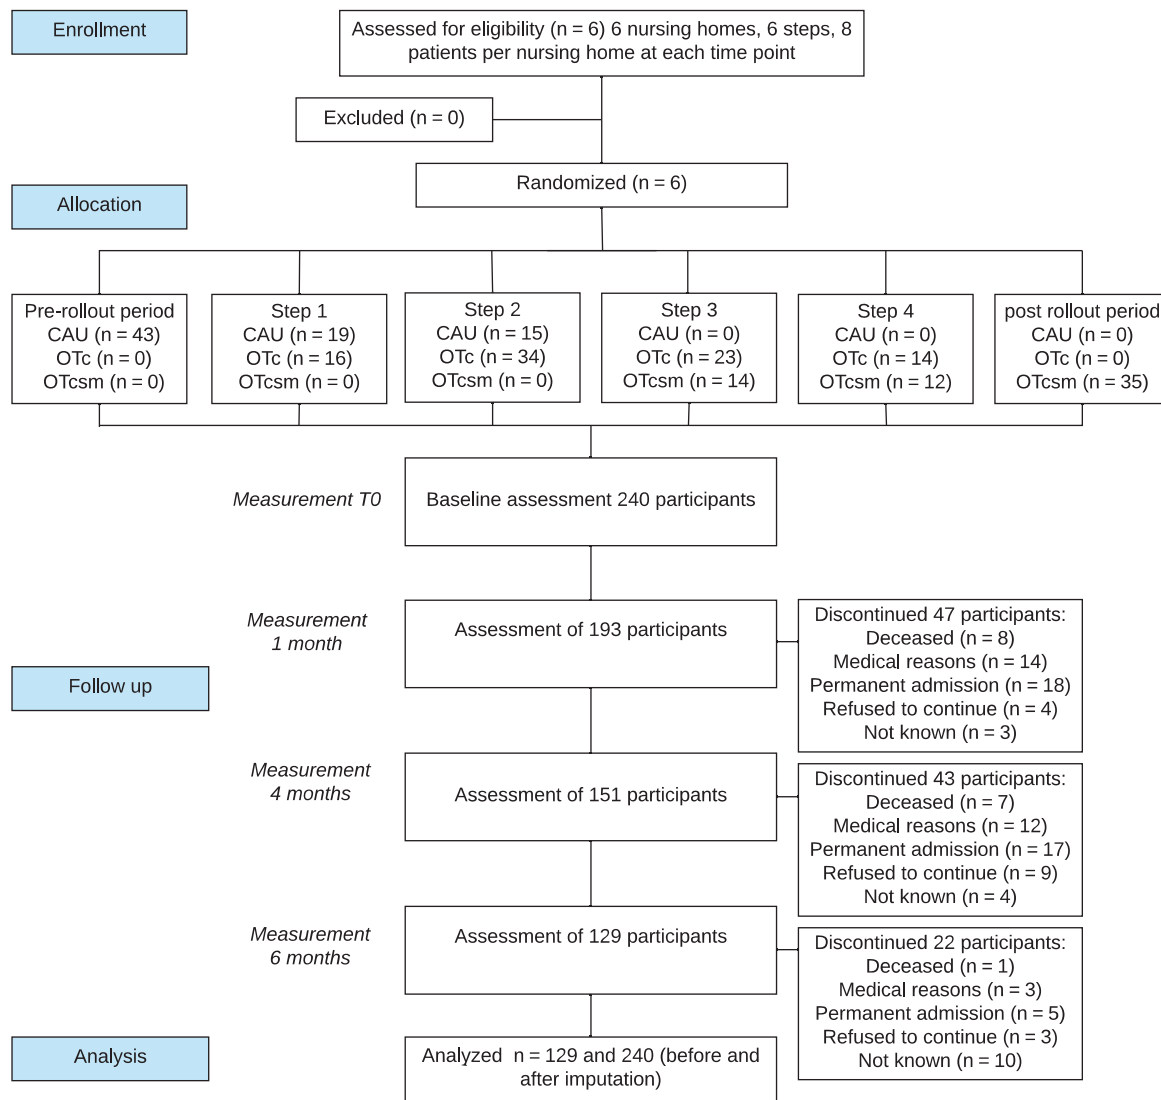 Enrollment
Assessed for eligibility (n = 6) 6 nursing homes, 6 steps, 8
patients per nursing home at each time point
Excluded (n = 0)
Randomized (n = 6)
Allocation
Pre-rollout period
CAU (n = 43)
OTc (n = 0)
OTcsm (n = 0)
Step 1
CAU (n = 19)
OTc (n = 16)
OTcsm (n = 0)
Step 2
CAU (n = 15)
OTc (n = 34)
OTcsm (n = 0)
Step 3
CAU (n = 0)
OTc (n = 23)
OTcsm (n = 14)
Step 4
CAU (n = 0)
OTc (n = 14)
OTcsm (n = 12)
post rollout period
CAU (n = 0)
OTc (n = 0)
OTcsm (n = 35)
Measurement T0
Baseline assessment 240 participants
Measurement
1 month
Assessment of 193 participants
Discontinued 47 participants:
Deceased (n = 8)
Medical reasons (n = 14)
Permanent admission (n = 18)
Refused to continue (n = 4)
Not known (n = 3)
Follow up
Measurement
4 months
Assessment of 151 participants
Discontinued 43 participants:
Deceased (n = 7)
Medical reasons (n = 12)
Permanent admission (n = 17)
Refused to continue (n = 9)
Not known (n = 4)
Measurement
6 months
Assessment of 129 participants
Discontinued 22 participants:
Deceased (n = 1)
Medical reasons (n = 3)
Permanent admission (n = 5)
Refused to continue (n = 3)
Not known (n = 10)
Analysis
Analyzed n = 129 and 240 (before and
after imputation)